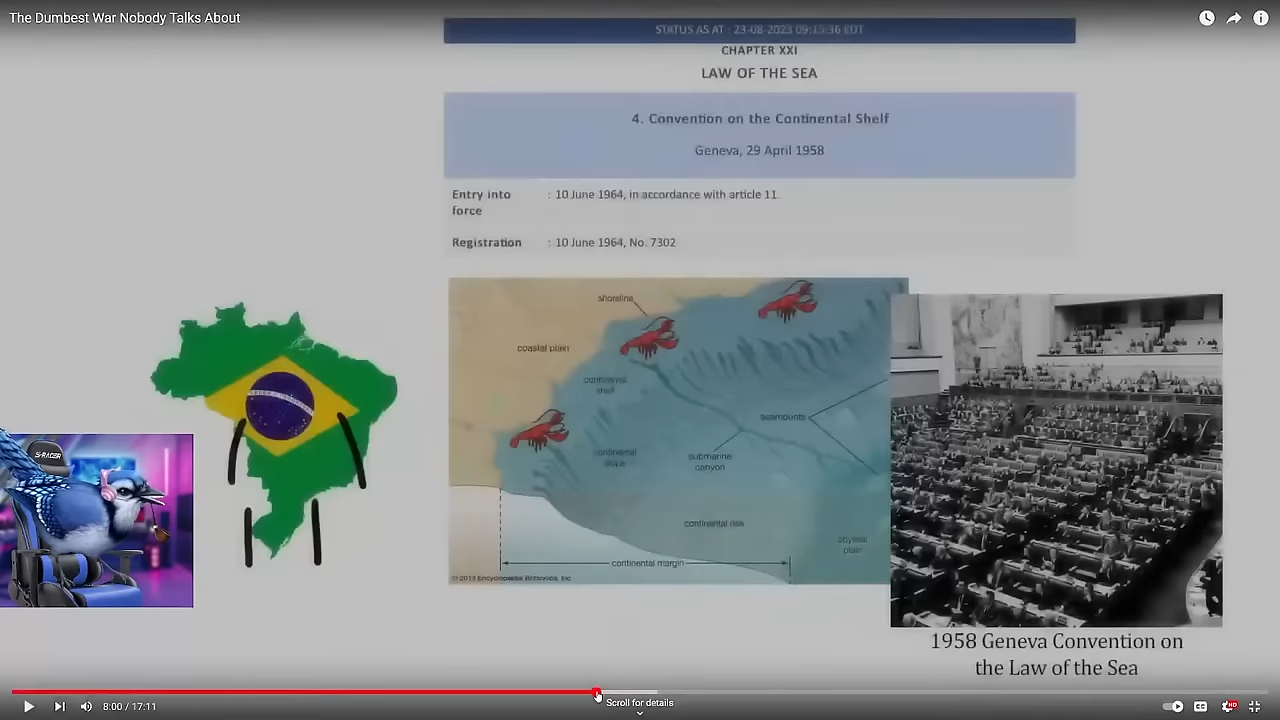 The Dumbest War Nobody Talks About
STATUS AS AT : 23-08-2023 09:15:36 EDT
CHAPTER XXI
LAW OF THE SEA
4. Convention on the Continental Shelf
Geneva, 29 April 1958
Entry into
force
: 10 June 1964, in accordance with article 11.
Registration : 10 June 1964, No. 7302
shoreline
coastal plain
continental
shelf
seamounts
continental
slope
submarine
canyon
continental rise
abyssal
plain
continental margin
© 2013 Encyclopædia Britannica, Inc
S-RACER
1958 Geneva Convention on
the Law of the Sea
8:00 / 17:11
Scroll for details
CC
HD